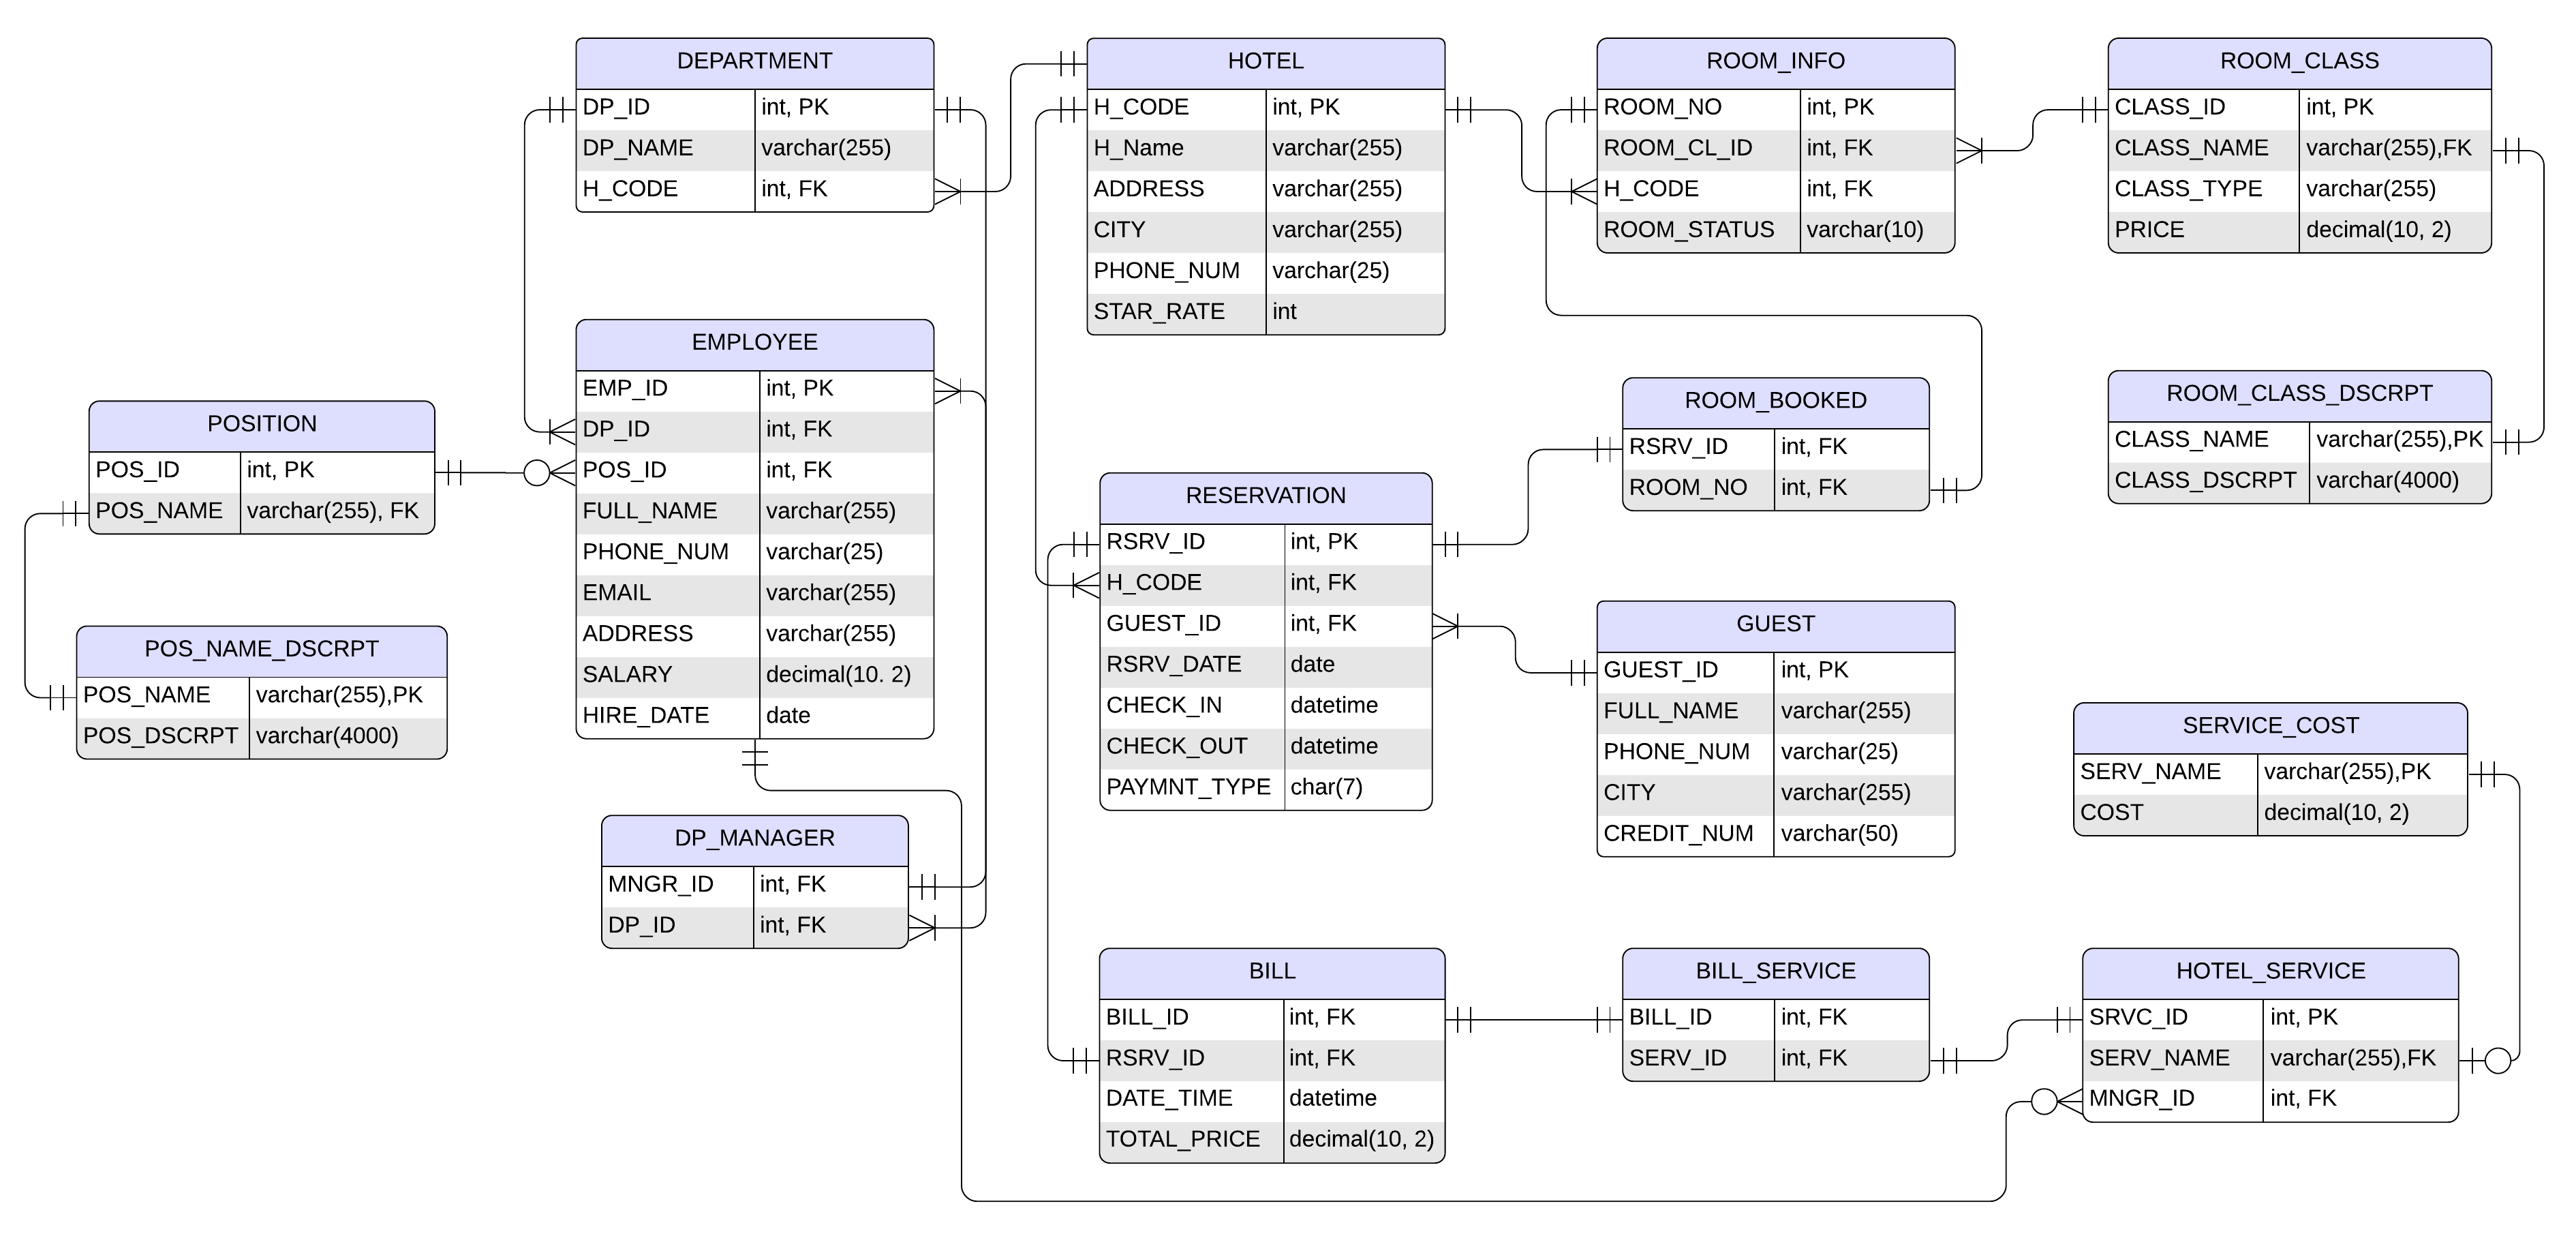 DEPARTMENT
DP_ID int, PK
DP_NAME varchar(255)
H_CODE int, FK
HOTEL
H_CODE int, PK
H_Name varchar(255)
ADDRESS varchar(255)
CITY varchar(255)
PHONE_NUM varchar(25)
STAR_RATE int
ROOM_INFO
ROOM_NO int, PK
ROOM_CL_ID int, FK
H_CODE int, FK
ROOM_STATUS varchar(10)
ROOM_CLASS
CLASS_ID int, PK
CLASS_NAME varchar(255),FK
CLASS_TYPE varchar(255)
PRICE decimal(10, 2)
EMPLOYEE
EMP_ID int, PK
DP_ID int, FK
POS_ID int, FK
FULL_NAME varchar(255)
PHONE_NUM varchar(25)
EMAIL varchar(255)
ADDRESS varchar(255)
SALARY decimal(10. 2)
HIRE_DATE date
POSITION
POS_ID int, PK
POS_NAME varchar(255), FK
POS_NAME_DSCRPT
POS_NAME varchar(255),PK
POS_DSCRPT varchar(4000)
ROOM_BOOKED
RSRV_ID int, FK
ROOM_NO int, FK
ROOM_CLASS_DSCRPT
CLASS_NAME varchar(255),PK
CLASS_DSCRPT varchar(4000)
RESERVATION
RSRV_ID int, PK
H_CODE int, FK
GUEST_ID int, FK
RSRV_DATE date
CHECK_IN datetime
CHECK_OUT datetime
PAYMNT_TYPE char(7)
GUEST
GUEST_ID int, PK
FULL_NAME varchar(255)
PHONE_NUM varchar(25)
CITY varchar(255)
CREDIT_NUM varchar(50)
SERVICE_COST
SERV_NAME varchar(255),PK
COST decimal(10, 2)
DP_MANAGER
MNGR_ID int, FK
DP_ID int, FK
BILL
BILL_ID int, FK
RSRV_ID int, FK
DATE_TIME datetime
TOTAL_PRICE decimal(10, 2)
BILL_SERVICE
BILL_ID int, FK
SERV_ID int, FK
HOTEL_SERVICE
SRVC_ID int, PK
SERV_NAME varchar(255),FK
MNGR_ID int, FK